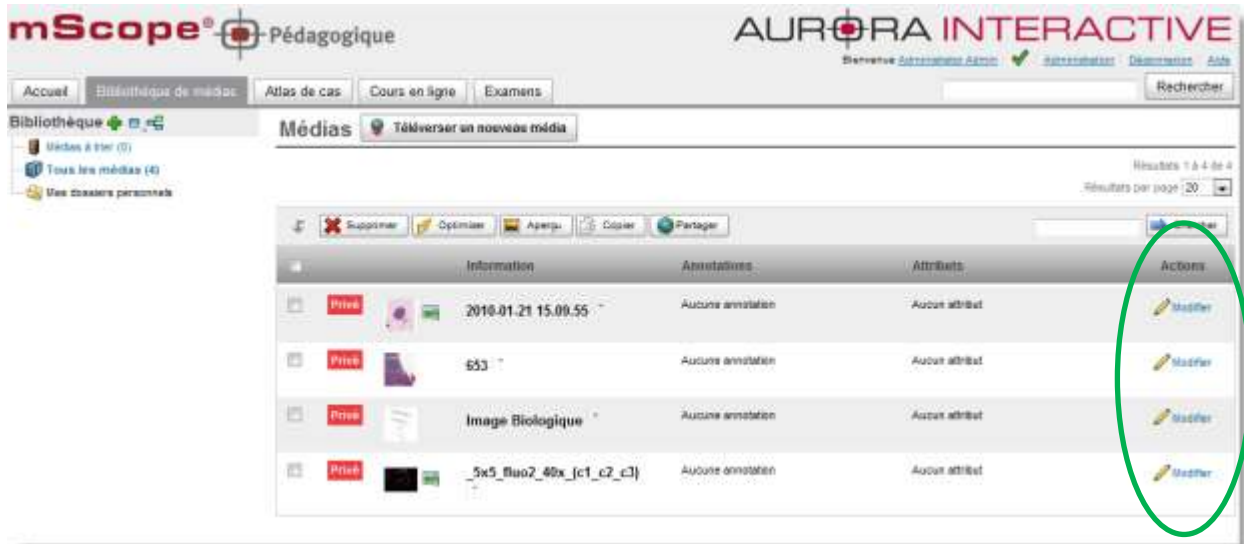 mScope® Pédagogique
AURORA INTERACTIVE
Bienvenue Administrator Admin Administration Déconnexion Aide
Accueil Bibliothèque de médias Atlas de cas Cours en ligne Examens Rechercher
Bibliothèque
Médias à trier (0)
Tous les médias (4)
Mes dossiers personnels
Médias Téléverser un nouveau média
Résultats 1 à 4 de 4
Résultats par page 20
Supprimer Optimiser Aperçu Copier Partager
Information Annotations Attributs Actions
Privé 2010-01-21 15.09.55 Aucune annotation Aucun attribut Modifier
Privé 653 Aucune annotation Aucun attribut Modifier
Privé Image Biologique Aucune annotation Aucun attribut Modifier
Privé _5x5_fluo2_40x_(c1_c2_c3) Aucune annotation Aucun attribut Modifier